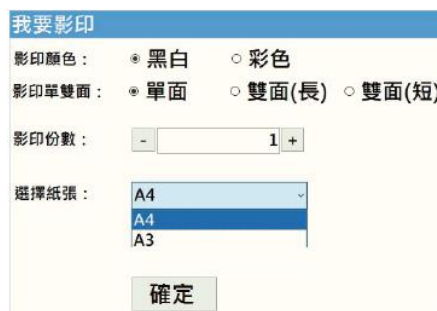 我要影印
影印顏色： 黑白 彩色
影印單雙面： 單面 雙面(長) 雙面(短)
影印份數： - 1 +
選擇紙張： A4
A4
A3
確定